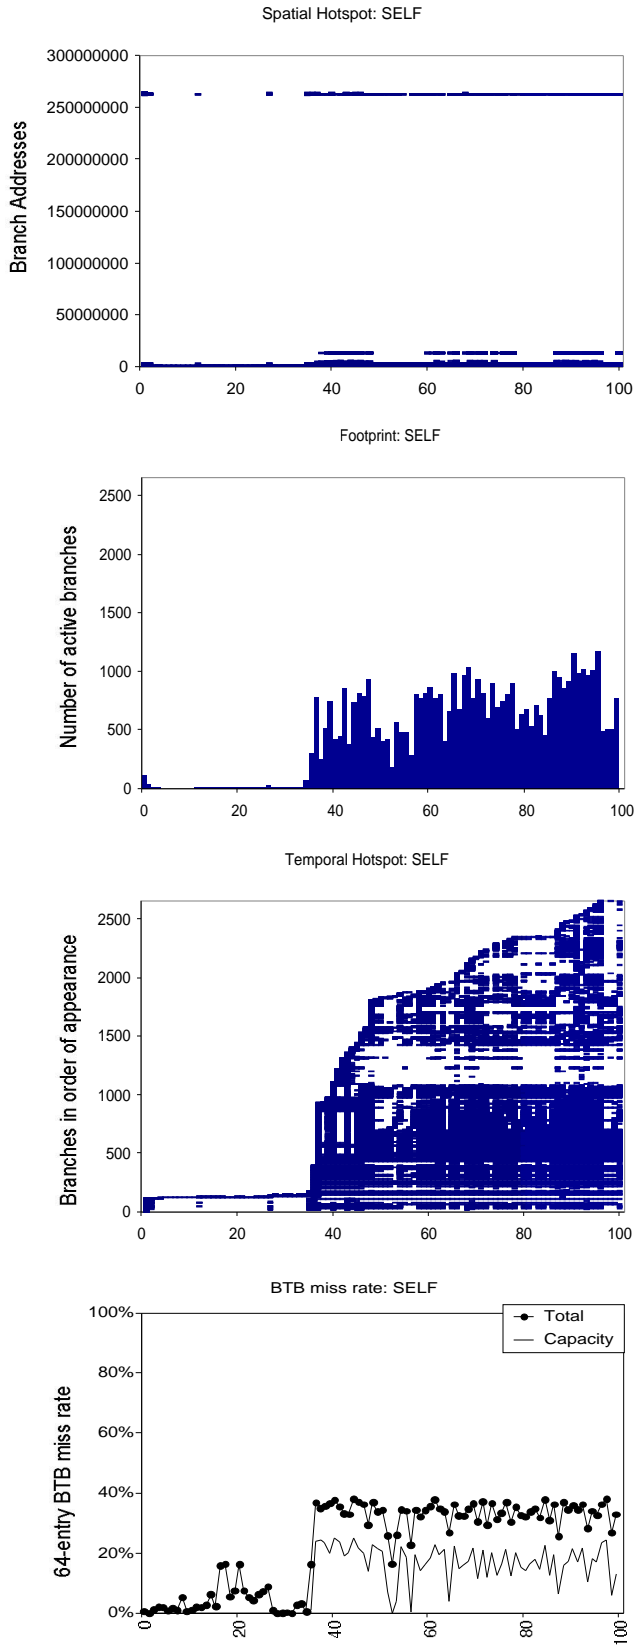 Spatial Hotspot: SELF
Branch Addresses
300000000
250000000
200000000
150000000
100000000
50000000
0
0 20 40 60 80 100
Footprint: SELF
Number of active branches
2500
2000
1500
1000
500
0
0 20 40 60 80 100
Temporal Hotspot: SELF
Branches in order of appearance
2500
2000
1500
1000
500
0
0 20 40 60 80 100
BTB miss rate: SELF
Total
Capacity
64-entry BTB miss rate
100%
80%
60%
40%
20%
0%
0 20 40 60 80 100